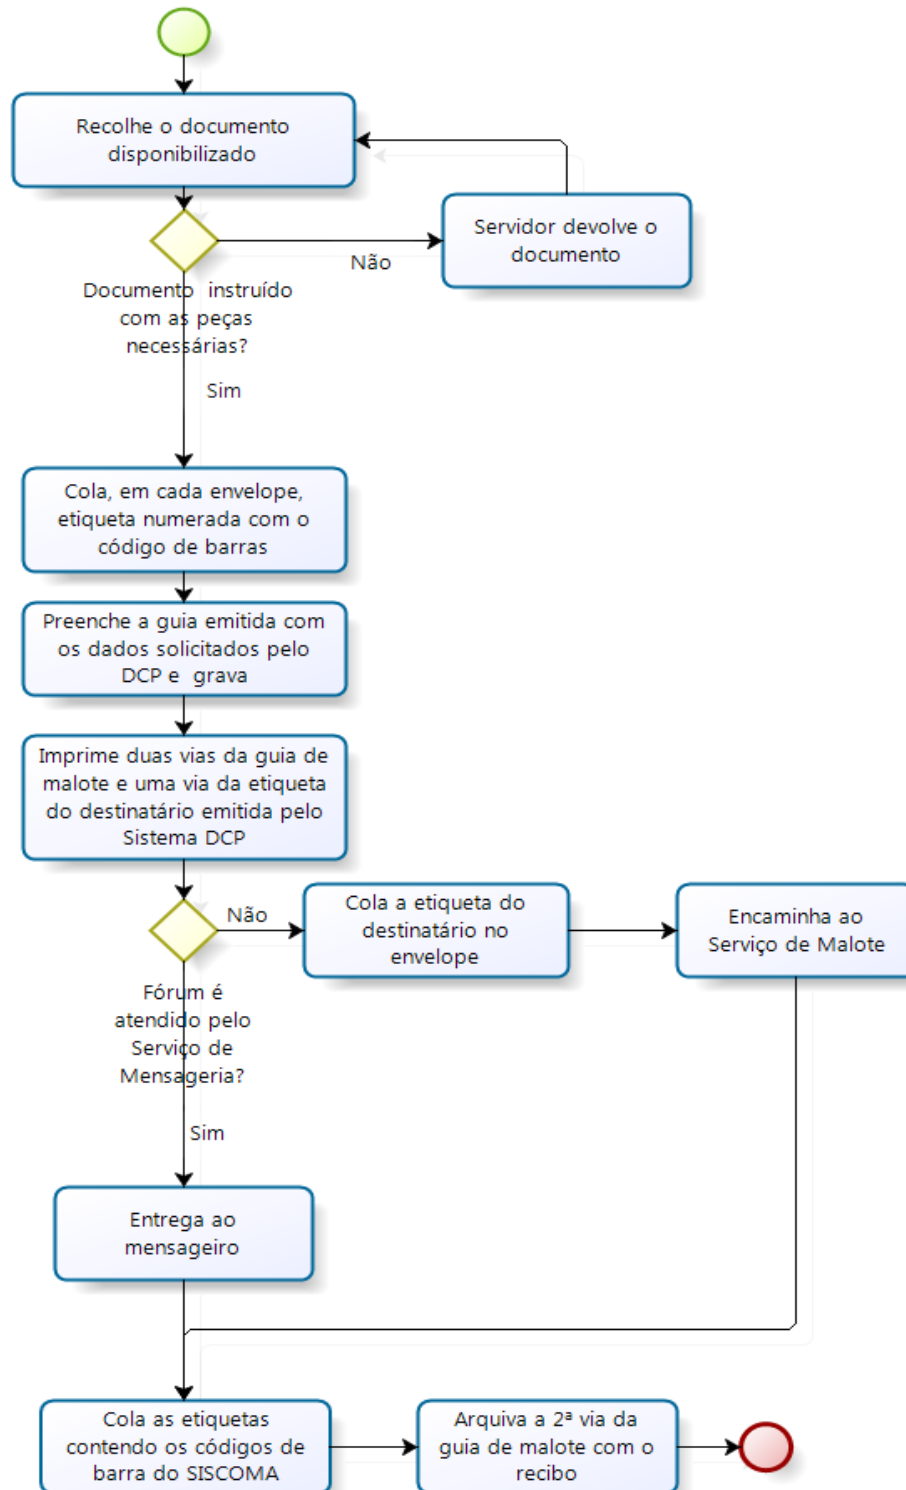 Recolhe o documento
disponibilizado
Servidor devolve o
documento
Não
Documento instruído
com as peças
necessárias?
Sim
Cola, em cada envelope,
etiqueta numerada com o
código de barras
Preenche a guia emitida com
os dados solicitados pelo
DCP e grava
Imprime duas vias da guia de
malote e uma via da etiqueta
do destinatário emitida pelo
Sistema DCP
Não
Cola a etiqueta do
destinatário no
envelope
Encaminha ao
Serviço de Malote
Fórum é
atendido pelo
Serviço de
Mensageria?
Sim
Entrega ao
mensageiro
Cola as etiquetas
contendo os códigos de
barra do SISCOMA
Arquiva a 2ª via da
guia de malote com o
recibo